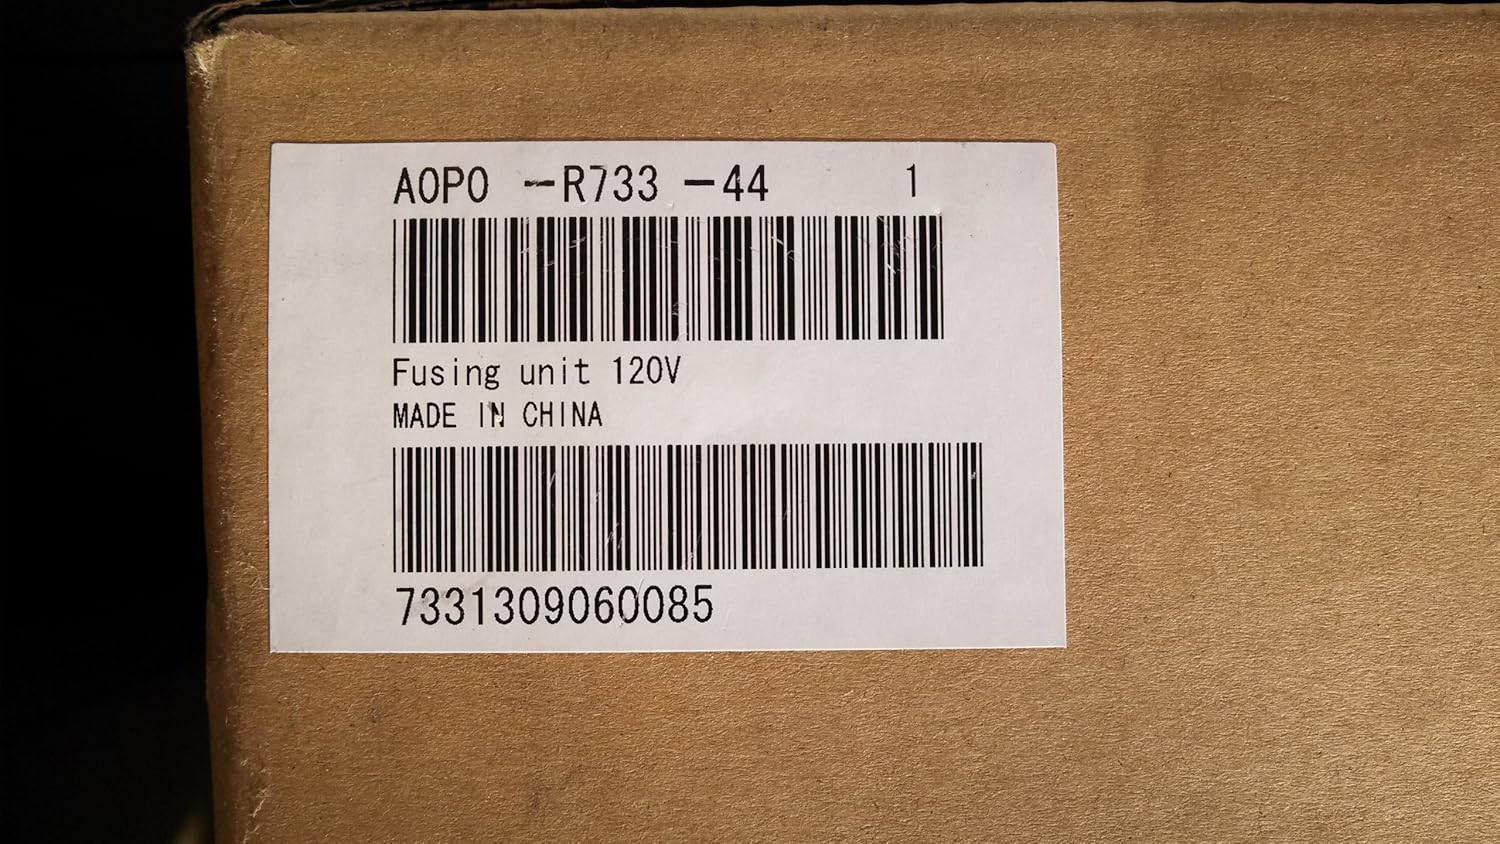 A0P0 -R733 -44 1
Fusing unit 120V
MADE IN CHINA
7331309060085